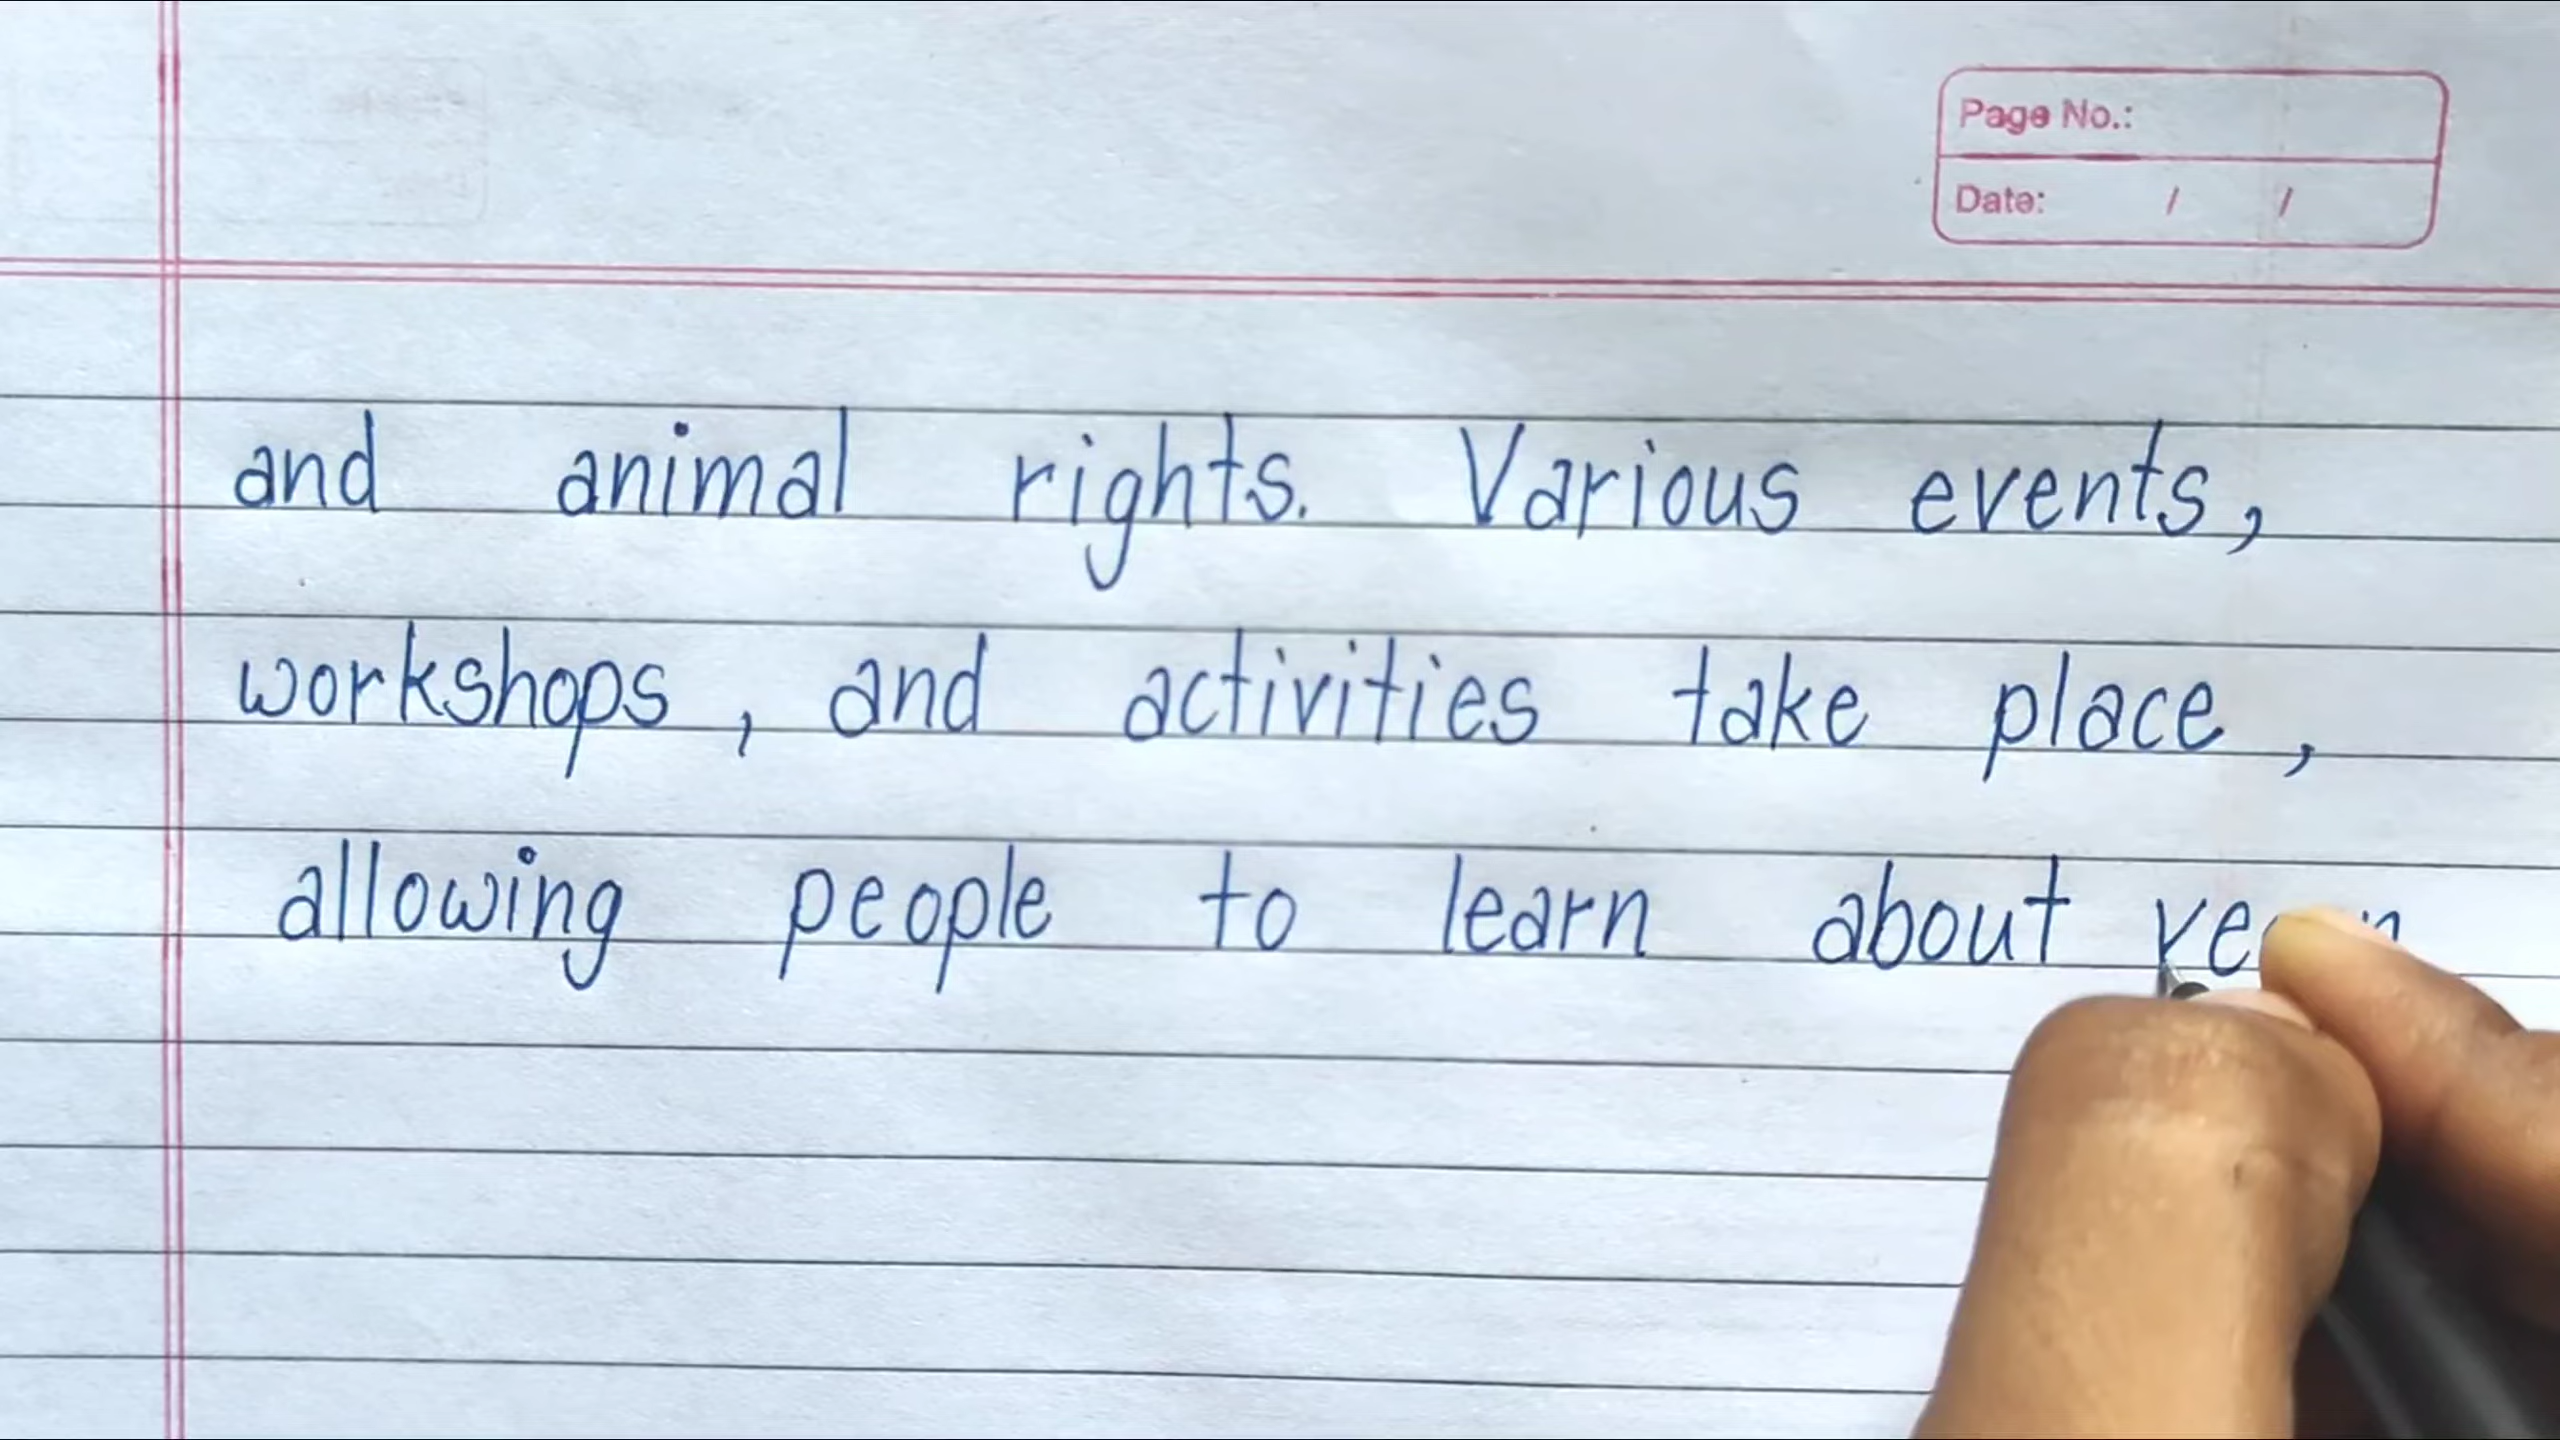 Page No.:
Date: / /
and animal rights. Various events,
workshops, and activities take place,
allowing people to learn about